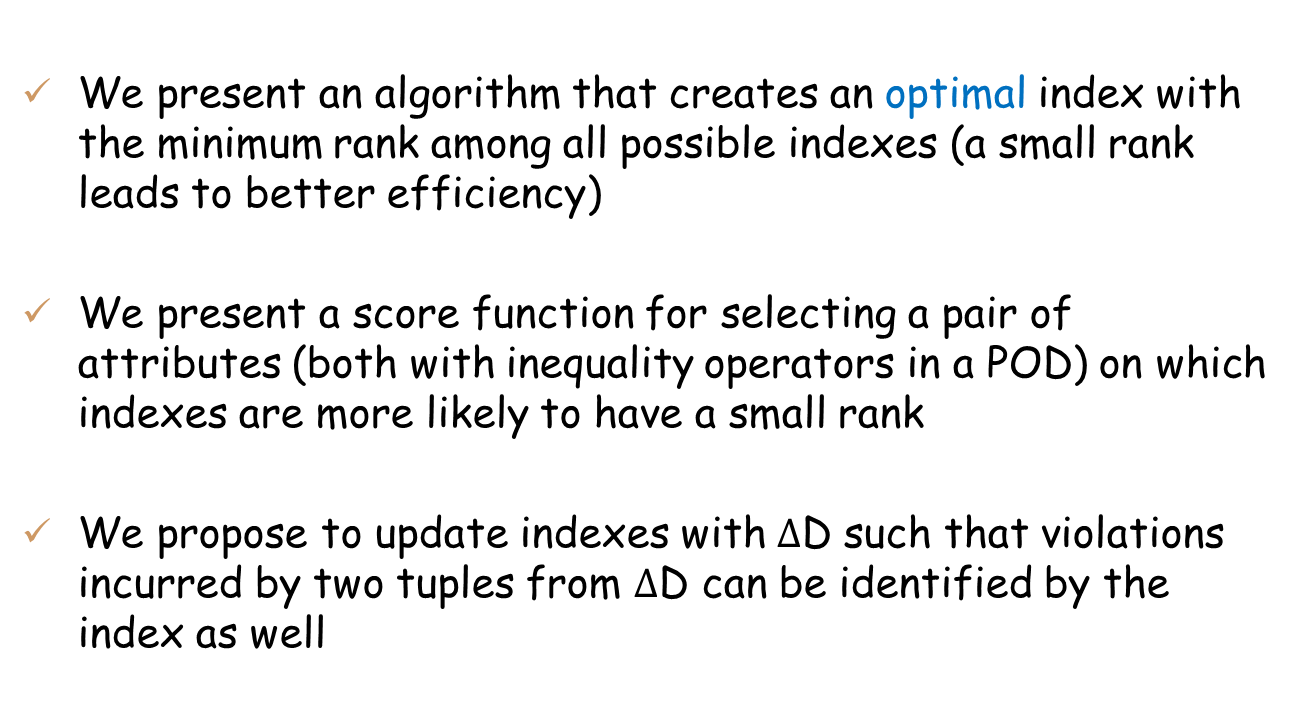 ✓ We present an algorithm that creates an optimal index with
the minimum rank among all possible indexes (a small rank
leads to better efficiency)
✓ We present a score function for selecting a pair of
attributes (both with inequality operators in a POD) on which
indexes are more likely to have a small rank
✓ We propose to update indexes with ΔD such that violations
incurred by two tuples from ΔD can be identified by the
index as well